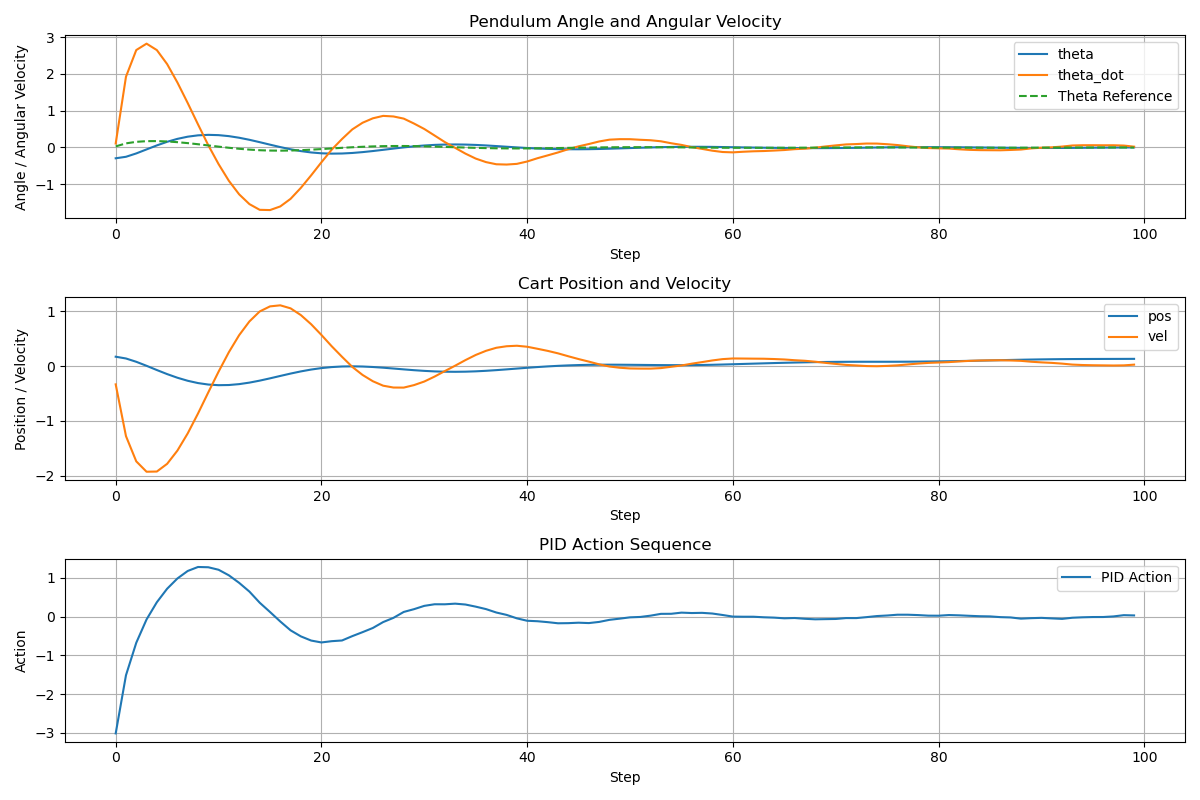 Pendulum Angle and Angular Velocity
Angle / Angular Velocity
3
2
1
0
−1
theta
theta_dot
Theta Reference
0
20
40
60
80
100
Step
Cart Position and Velocity
Position / Velocity
1
0
−1
−2
pos
vel
0
20
40
60
80
100
Step
PID Action Sequence
Action
1
0
−1
−2
−3
PID Action
0
20
40
60
80
100
Step